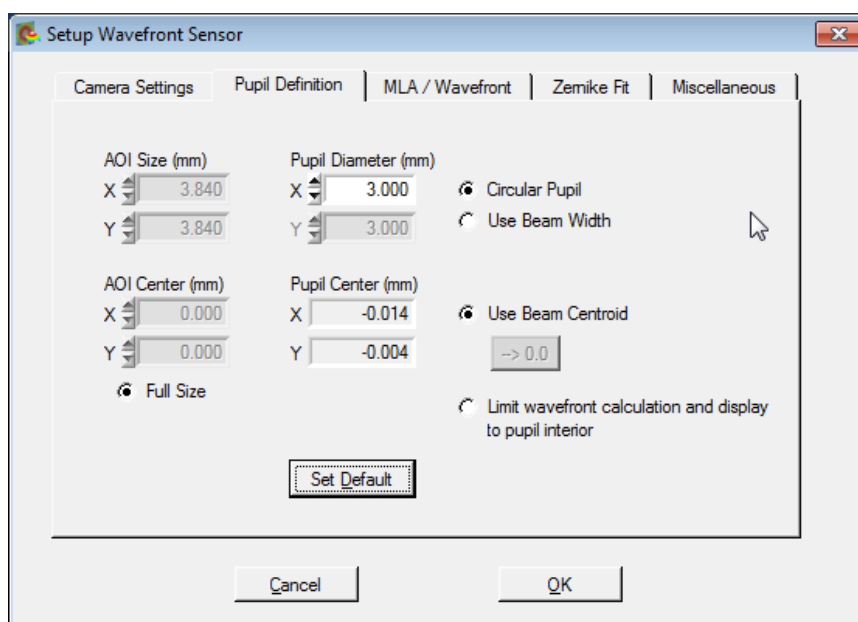 Setup Wavefront Sensor
Camera Settings Pupil Definition MLA / Wavefront Zernike Fit Miscellaneous
AOI Size (mm) Pupil Diameter (mm)
X 3.840 X 3.000 Circular Pupil
Y 3.840 Y 3.000 Use Beam Width
AOI Center (mm) Pupil Center (mm)
X 0.000 X -0.014 Use Beam Centroid
Y 0.000 Y -0.004 --> 0.0
Full Size
Limit wavefront calculation and display
to pupil interior
Set Default
Cancel OK